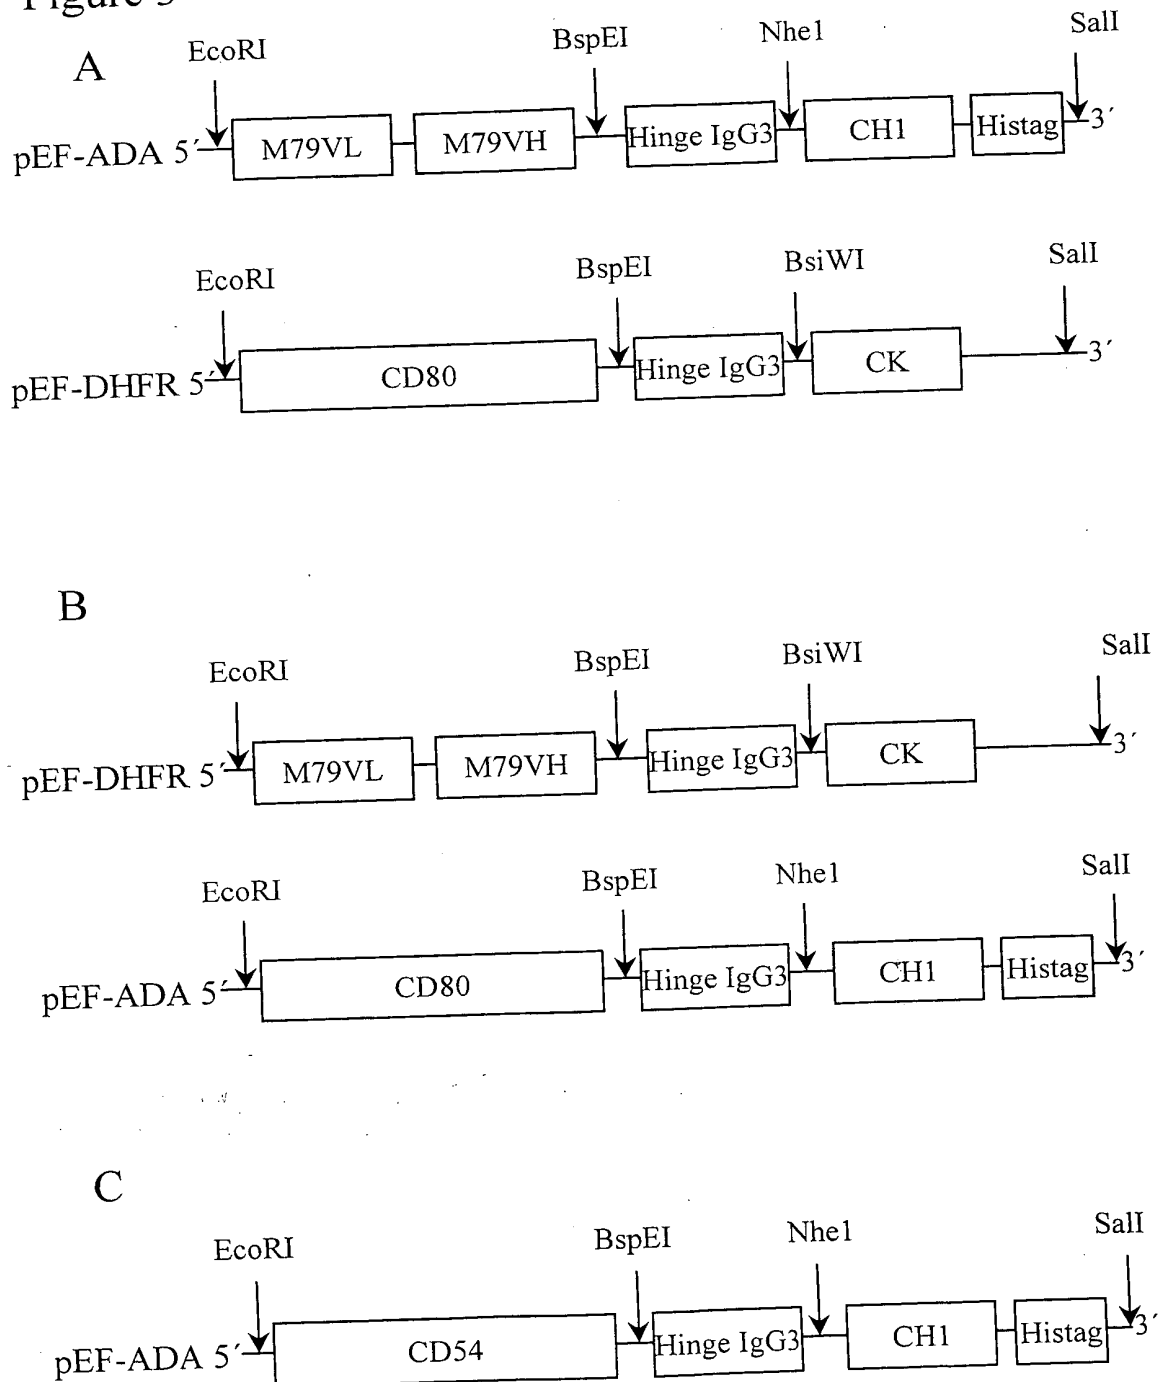 A
EcoRI BspEI Nhe1 SalI
pEF-ADA 5´ M79VL M79VH Hinge IgG3 CH1 Histag 3´
EcoRI BspEI BsiWI SalI
pEF-DHFR 5´ CD80 Hinge IgG3 CK 3´
B
EcoRI BspEI BsiWI SalI
pEF-DHFR 5´ M79VL M79VH Hinge IgG3 CK 3´
EcoRI BspEI Nhe1 SalI
pEF-ADA 5´ CD80 Hinge IgG3 CH1 Histag 3´
C
EcoRI BspEI Nhe1 SalI
pEF-ADA 5´ CD54 Hinge IgG3 CH1 Histag 3´